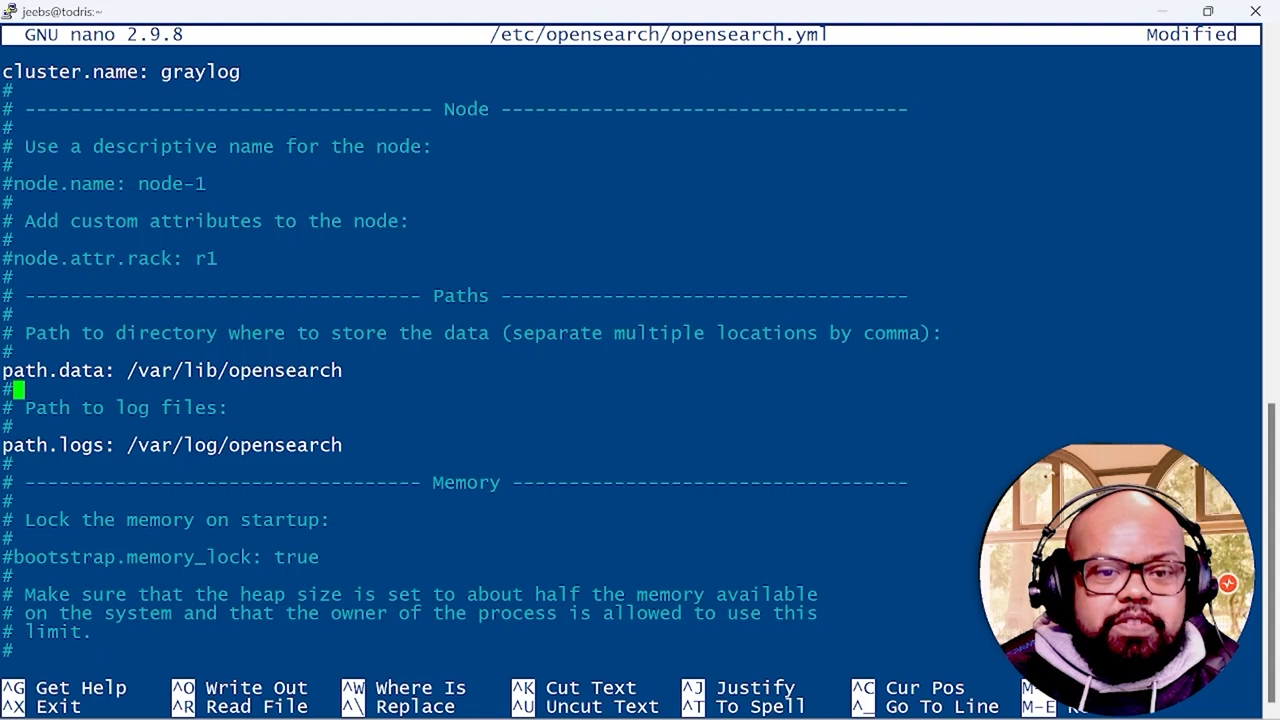 jeebs@todris:~
GNU nano 2.9.8 /etc/opensearch/opensearch.yml Modified
cluster.name: graylog
#
# ------------------------------------ Node ------------------------------------
#
# Use a descriptive name for the node:
#
#node.name: node-1
#
# Add custom attributes to the node:
#
#node.attr.rack: r1
#
# ----------------------------------- Paths ------------------------------------
#
# Path to directory where to store the data (separate multiple locations by comma):
#
path.data: /var/lib/opensearch
#
# Path to log files:
#
path.logs: /var/log/opensearch
#
# ----------------------------------- Memory -----------------------------------
#
# Lock the memory on startup:
#
#bootstrap.memory_lock: true
#
# Make sure that the heap size is set to about half the memory available
# on the system and that the owner of the process is allowed to use this
# limit.
#
^G Get Help ^O Write Out ^W Where Is ^K Cut Text ^J Justify ^C Cur Pos
^X Exit ^R Read File ^\ Replace ^U Uncut Text ^T To Spell ^_ Go To Line M-E